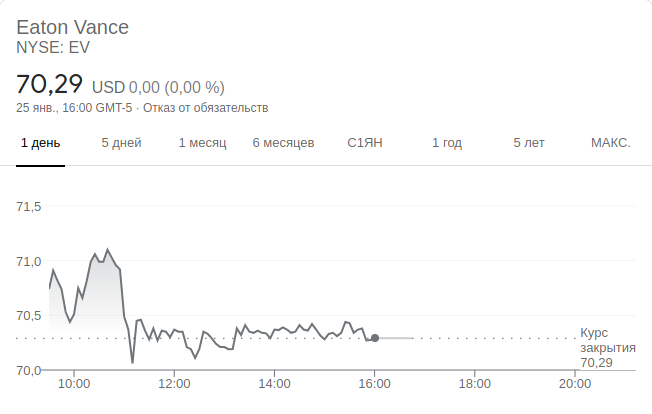 Eaton Vance
NYSE: EV
70,29 USD 0,00 (0,00 %)
25 янв., 16:00 GMT-5 · Отказ от обязательств
1 день 5 дней 1 месяц 6 месяцев С1ЯН 1 год 5 лет МАКС.
71,5
71,0
70,5
70,0
Курс
закрытия
70,29
10:00 12:00 14:00 16:00 18:00 20:00